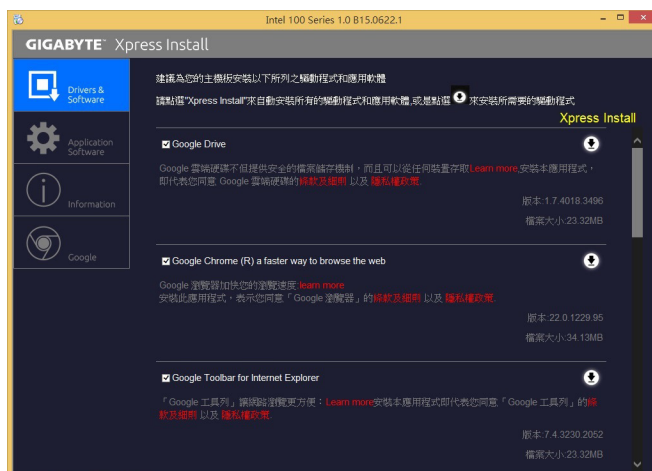 Intel 100 Series 1.0 B15.0622.1
GIGABYTE™ Xpress Install
Drivers &
Software
Application
Software
Information
Google
建議為您的主機板安裝以下所列之驅動程式和應用軟體
請點選"Xpress Install"來自動安裝所有的驅動程式和應用軟體,或是點選 來安裝所需要的驅動程式
Xpress Install
Google Drive
Google 雲端硬碟不但提供安全的檔案儲存機制，而且可以從任何裝置存取Learn more,安裝本應用程式，
即代表您同意 Google 雲端硬碟的條款及細則 以及 隱私權政策.
版本:1.7.4018.3496
檔案大小:23.32MB
Google Chrome (R) a faster way to browse the web
Google 瀏覽器加快您的瀏覽速度.learn more
安裝此應用程式，表示您同意「Google 瀏覽器」的條款及細則 以及 隱私權政策.
版本:22.0.1229.95
檔案大小:34.13MB
Google Toolbar for Internet Explorer
「Google 工具列」讓網路瀏覽更方便：Learn more安裝本應用程式即代表您同意「Google 工具列」的條
款及細則 以及 隱私權政策.
版本:7.4.3230.2052
檔案大小:23.32MB